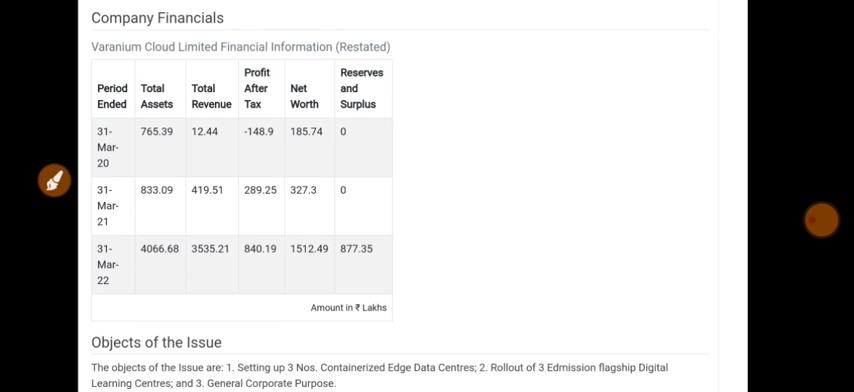 Company Financials
Varanium Cloud Limited Financial Information (Restated)
Period Ended Total Assets Total Revenue Profit After Tax Net Worth Reserves and Surplus
31-Mar-20 765.39 12.44 -148.9 185.74 0
31-Mar-21 833.09 419.51 289.25 327.3 0
31-Mar-22 4066.68 3535.21 840.19 1512.49 877.35
Amount in ₹ Lakhs
Objects of the Issue
The objects of the Issue are: 1. Setting up 3 Nos. Containerized Edge Data Centres; 2. Rollout of 3 Edmission flagship Digital
Learning Centres; and 3. General Corporate Purpose.